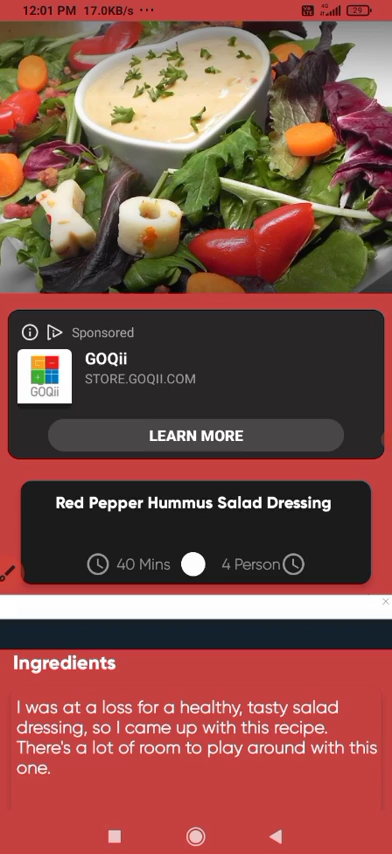 12:01 PM 17.0KB/s ...
4G
29
Sponsored
GOQii
GOQii
STORE.GOQII.COM
LEARN MORE
Red Pepper Hummus Salad Dressing
40 Mins 4 Person
Ingredients
I was at a loss for a healthy, tasty salad
dressing, so I came up with this recipe.
There's a lot of room to play around with this
one.